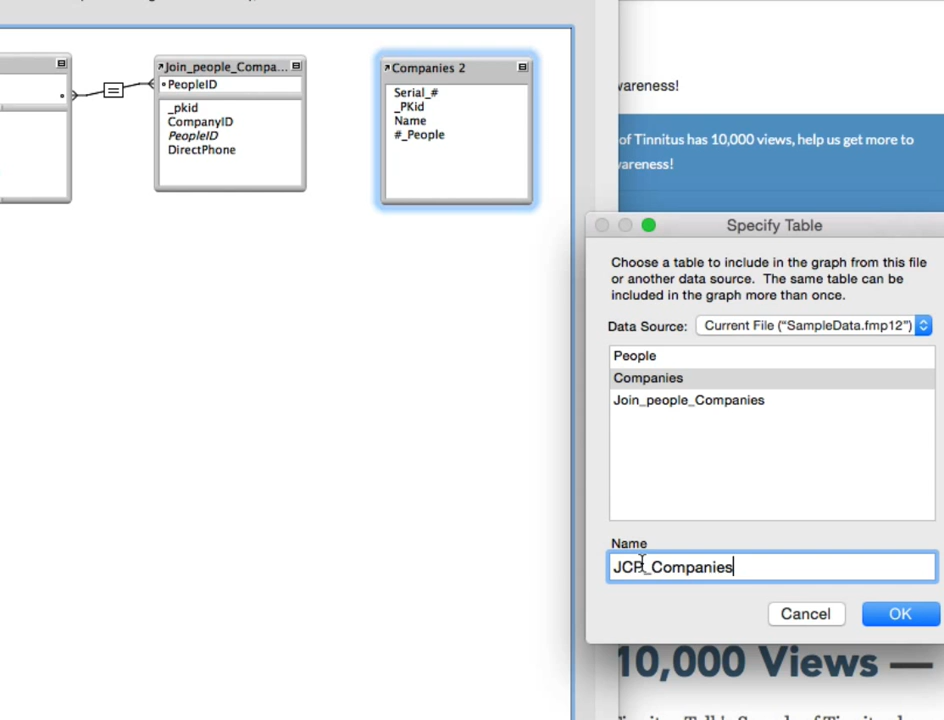 Join_people_Compa...
PeopleID
_pkid
CompanyID
PeopleID
DirectPhone
Companies 2
Serial_#
_PKid
Name
#_People
vareness!
of Tinnitus has 10,000 views, help us get more to
vareness!
Specify Table
Choose a table to include in the graph from this file
or another data source. The same table can be
included in the graph more than once.
Data Source: Current File ("SampleData.fmp12")
People
Companies
Join_people_Companies
Name
JCP_Companies
Cancel OK
10,000 Views —